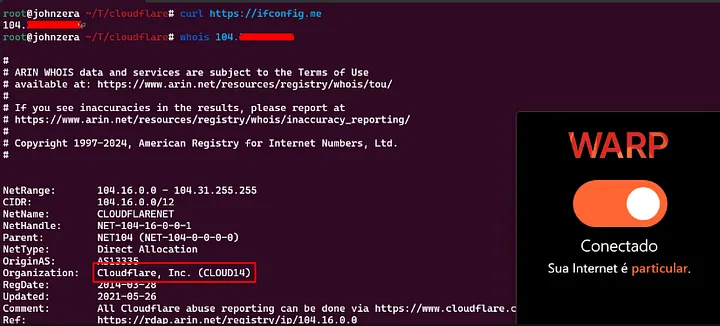 root@johnzera ~/T/cloudflare# curl https://ifconfig.me
104.
root@johnzera ~/T/cloudflare# whois 104.
#
# ARIN WHOIS data and services are subject to the Terms of Use
# available at: https://www.arin.net/resources/registry/whois/tou/
#
# If you see inaccuracies in the results, please report at
# https://www.arin.net/resources/registry/whois/inaccuracy_reporting/
#
# Copyright 1997-2024, American Registry for Internet Numbers, Ltd.
#
NetRange: 104.16.0.0 - 104.31.255.255
CIDR: 104.16.0.0/12
NetName: CLOUDFLARENET
NetHandle: NET-104-16-0-0-1
Parent: NET104 (NET-104-0-0-0-0)
NetType: Direct Allocation
OriginAS: AS13335
Organization: Cloudflare, Inc. (CLOUD14)
RegDate: 2014-03-28
Updated: 2021-05-26
Comment: All Cloudflare abuse reporting can be done via https://www.cloudflare.c
Ref: https://rdap.arin.net/registry/ip/104.16.0.0
WARP
Conectado
Sua Internet é particular.